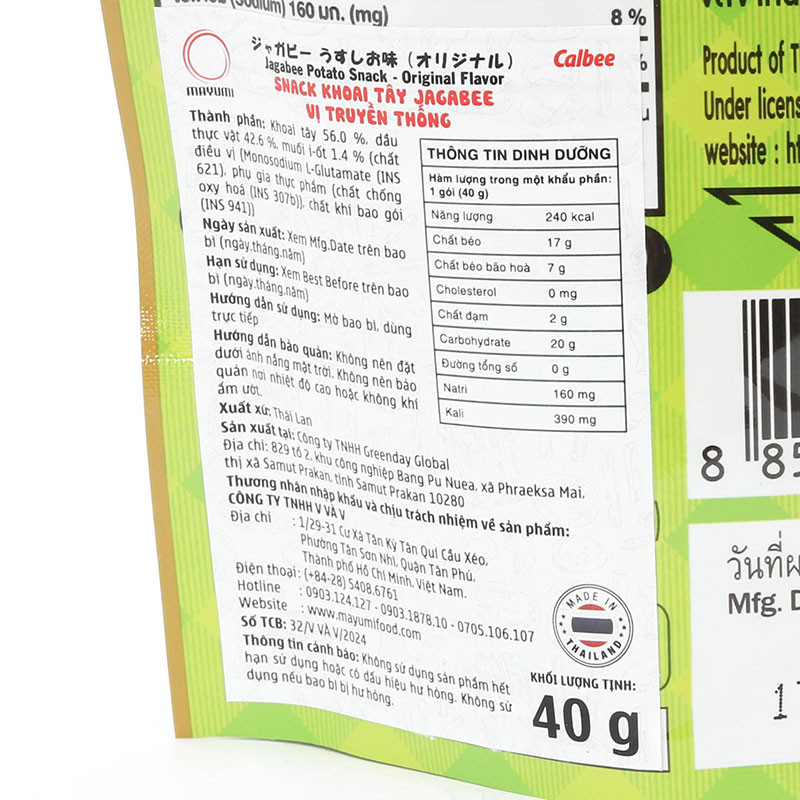 160 มก. (mg)
8 %
ジャガビー うすしお味 (オリジナル)
Calbee
Jagabee Potato Snack - Original Flavor
MAYUMI
SNACK KHOAI TÂY JAGABEE
VỊ TRUYỀN THỐNG
Thành phần: Khoai tây 56.0 %, dầu
thực vật 42.6 %, muối i-ốt 1.4 % (chất
điều vị (Monosodium L-Glutamate (INS
621), phụ gia thực phẩm (chất chống
oxy hoá (INS 307b)), chất khí bao gói
(INS 941))
Ngày sản xuất: Xem Mfg.Date trên bao
bì (ngày.tháng.năm)
Hạn sử dụng: Xem Best Before trên bao
bì (ngày.tháng.năm)
Hướng dẫn sử dụng: Mở bao bì, dùng
trực tiếp
Hướng dẫn bảo quản: Không nên đặt
dưới ánh nắng mặt trời. Không nên bảo
quản nơi nhiệt độ cao hoặc không khí
ẩm ướt.
Xuất xứ: Thái Lan
Sản xuất tại: Công ty TNHH Greenday Global
Địa chỉ: 829 tổ 2, khu công nghiệp Bang Pu Nuea, xã Phraeksa Mai,
thị xã Samut Prakan, tỉnh Samut Prakan 10280
Thương nhân nhập khẩu và chịu trách nhiệm về sản phẩm:
CÔNG TY TNHH V VÀ V
Địa chỉ : 1/29-31 Cư Xá Tân Kỳ Tân Quí Cầu Xéo,
Phường Tân Sơn Nhì, Quận Tân Phú,
Thành phố Hồ Chí Minh, Việt Nam.
Điện thoại : (+84-28) 5408.6761
Hotline : 0903.124.127 - 0903.1878.10 - 0705.106.107
Website : www.mayumifood.com
Số TCB: 32/V VÀ V/2024
Thông tin cảnh báo: Không sử dụng sản phẩm hết
hạn sử dụng hoặc có dấu hiệu hư hỏng. Không sử
dụng nếu bao bì bị hư hỏng.
THÔNG TIN DINH DƯỠNG
Hàm lượng trong một khẩu phần:
1 gói (40 g)
Năng lượng 240 kcal
Chất béo 17 g
Chất béo bão hoà 7 g
Cholesterol 0 mg
Chất đạm 2 g
Carbohydrate 20 g
Đường tổng số 0 g
Natri 160 mg
Kali 390 mg
MADE IN
THAILAND
KHỐI LƯỢNG TỊNH:
40 g
Product of
Under
website :
8 85
วันที่
Mfg.